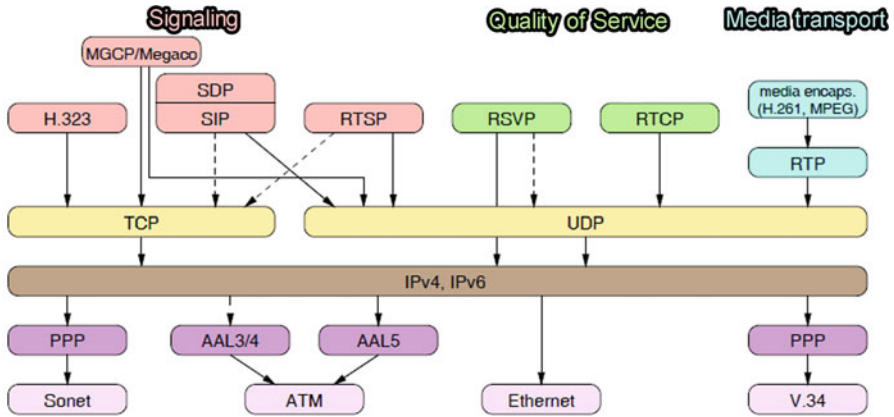 Signaling
Quality of Service
Media transport
MGCP/Megaco
SDP
media encaps.
(H.261, MPEG)
H.323
SIP
RTSP
RSVP
RTCP
RTP
TCP
UDP
IPv4, IPv6
PPP
AAL3/4
AAL5
PPP
Sonet
ATM
Ethernet
V.34